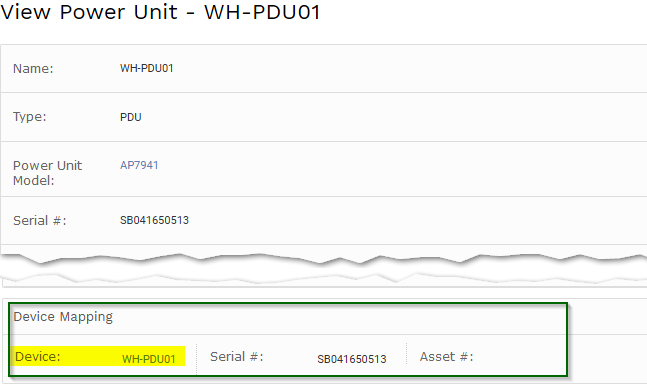 View Power Unit - WH-PDU01
Name: WH-PDU01
Type: PDU
Power Unit Model: AP7941
Serial #: SB041650513
Device Mapping
Device: WH-PDU01 Serial #: SB041650513 Asset #: